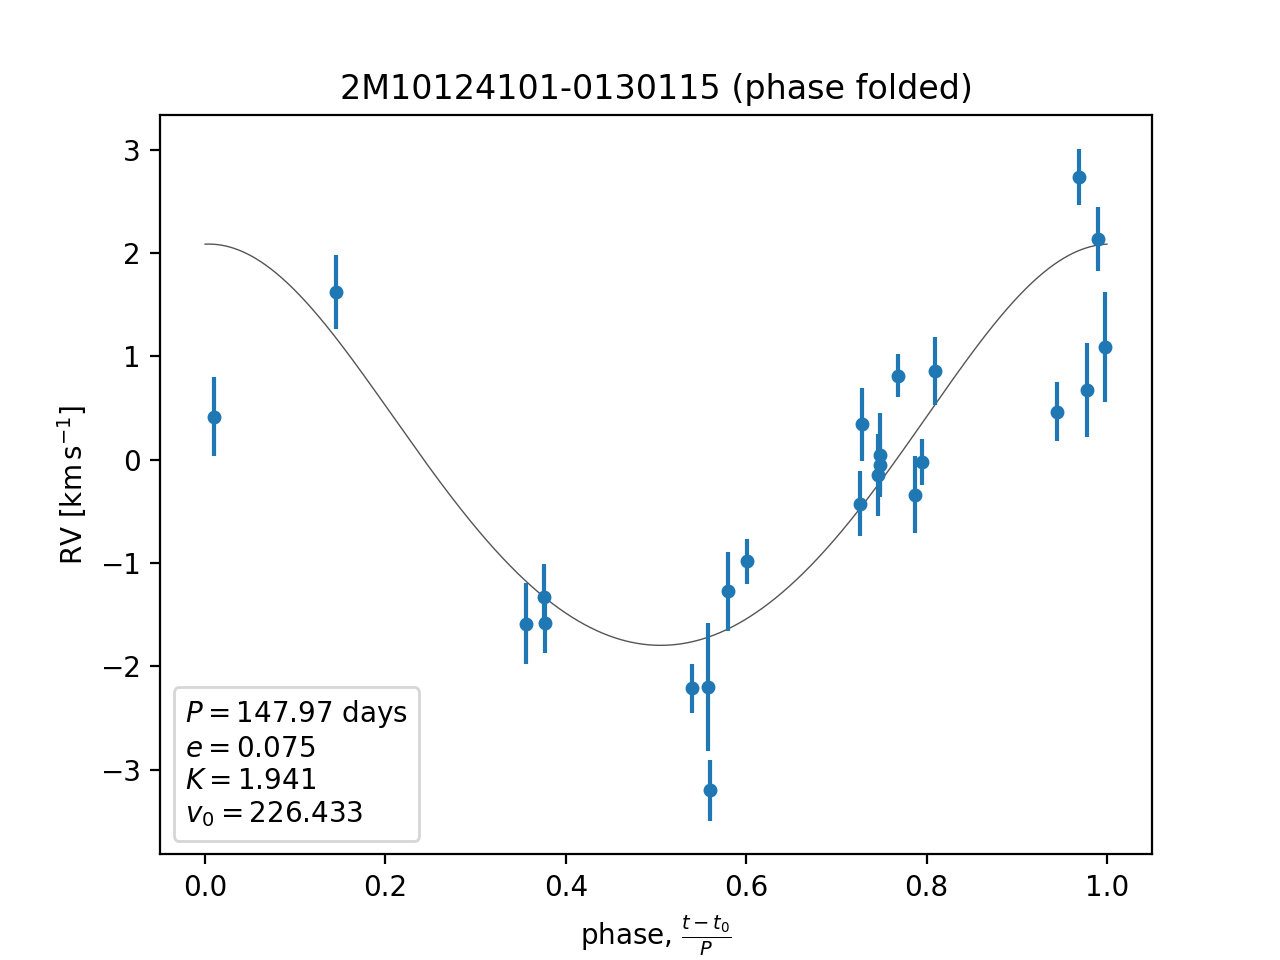 2M10124101-0130115 (phase folded)
3
2
1
0
−1
−2
−3
RV [km s⁻¹]
P = 147.97 days
e = 0.075
K = 1.941
v₀ = 226.433
0.0 0.2 0.4 0.6 0.8 1.0
phase, (t − t₀)/P